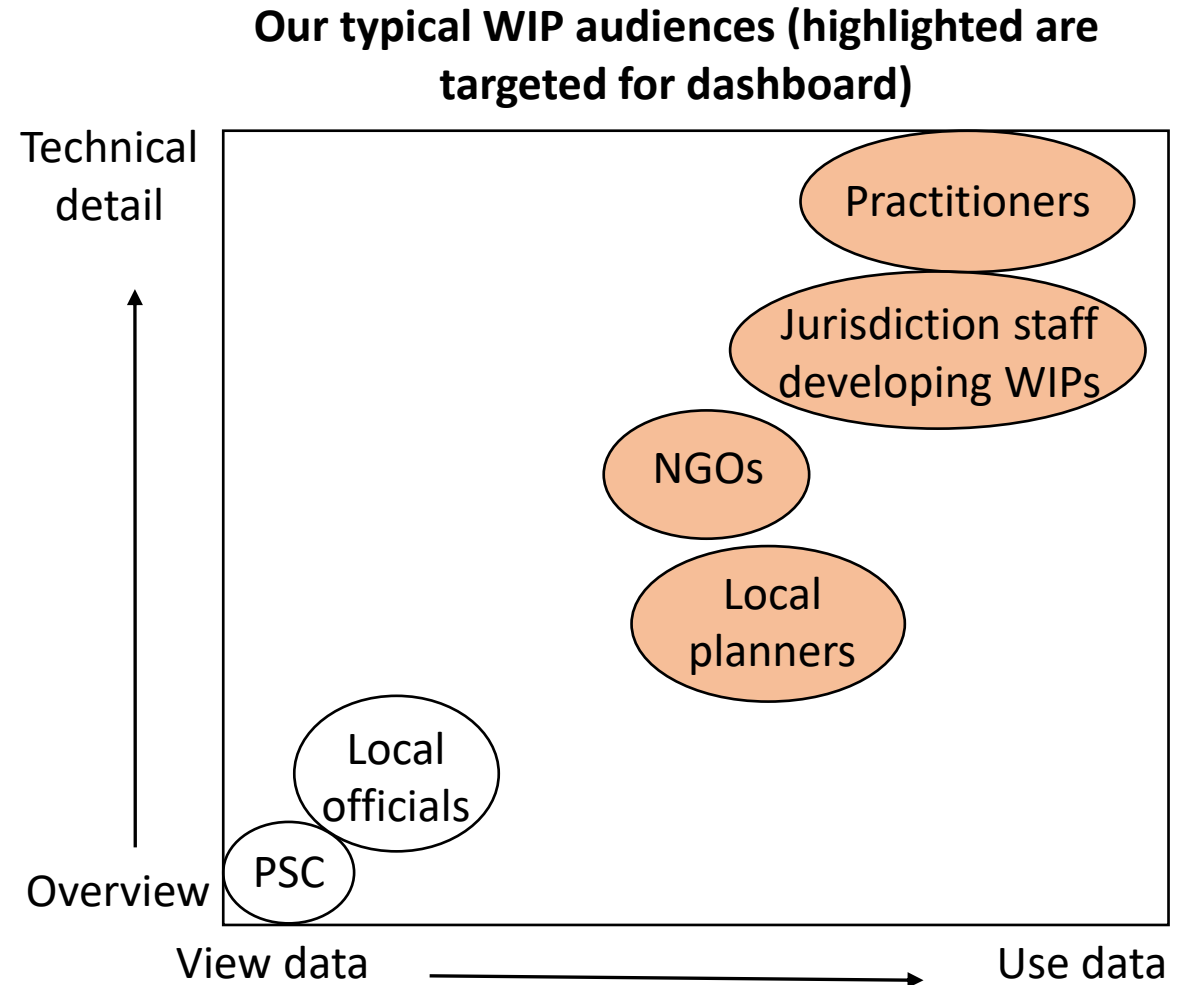 Our typical WIP audiences (highlighted are
targeted for dashboard)
Technical
detail
Practitioners
Jurisdiction staff
developing WIPs
NGOs
Local
planners
Local
officials
PSC
Overview
View data
Use data